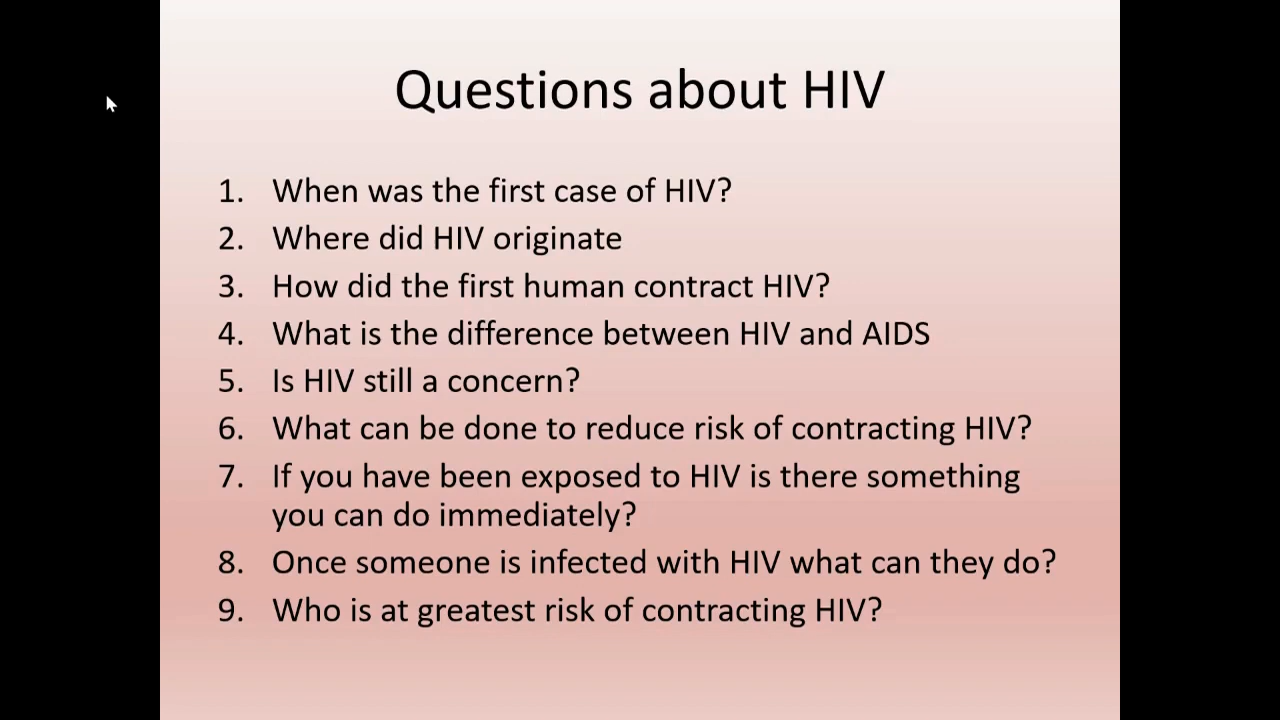 Questions about HIV
1. When was the first case of HIV?
2. Where did HIV originate
3. How did the first human contract HIV?
4. What is the difference between HIV and AIDS
5. Is HIV still a concern?
6. What can be done to reduce risk of contracting HIV?
7. If you have been exposed to HIV is there something
you can do immediately?
8. Once someone is infected with HIV what can they do?
9. Who is at greatest risk of contracting HIV?